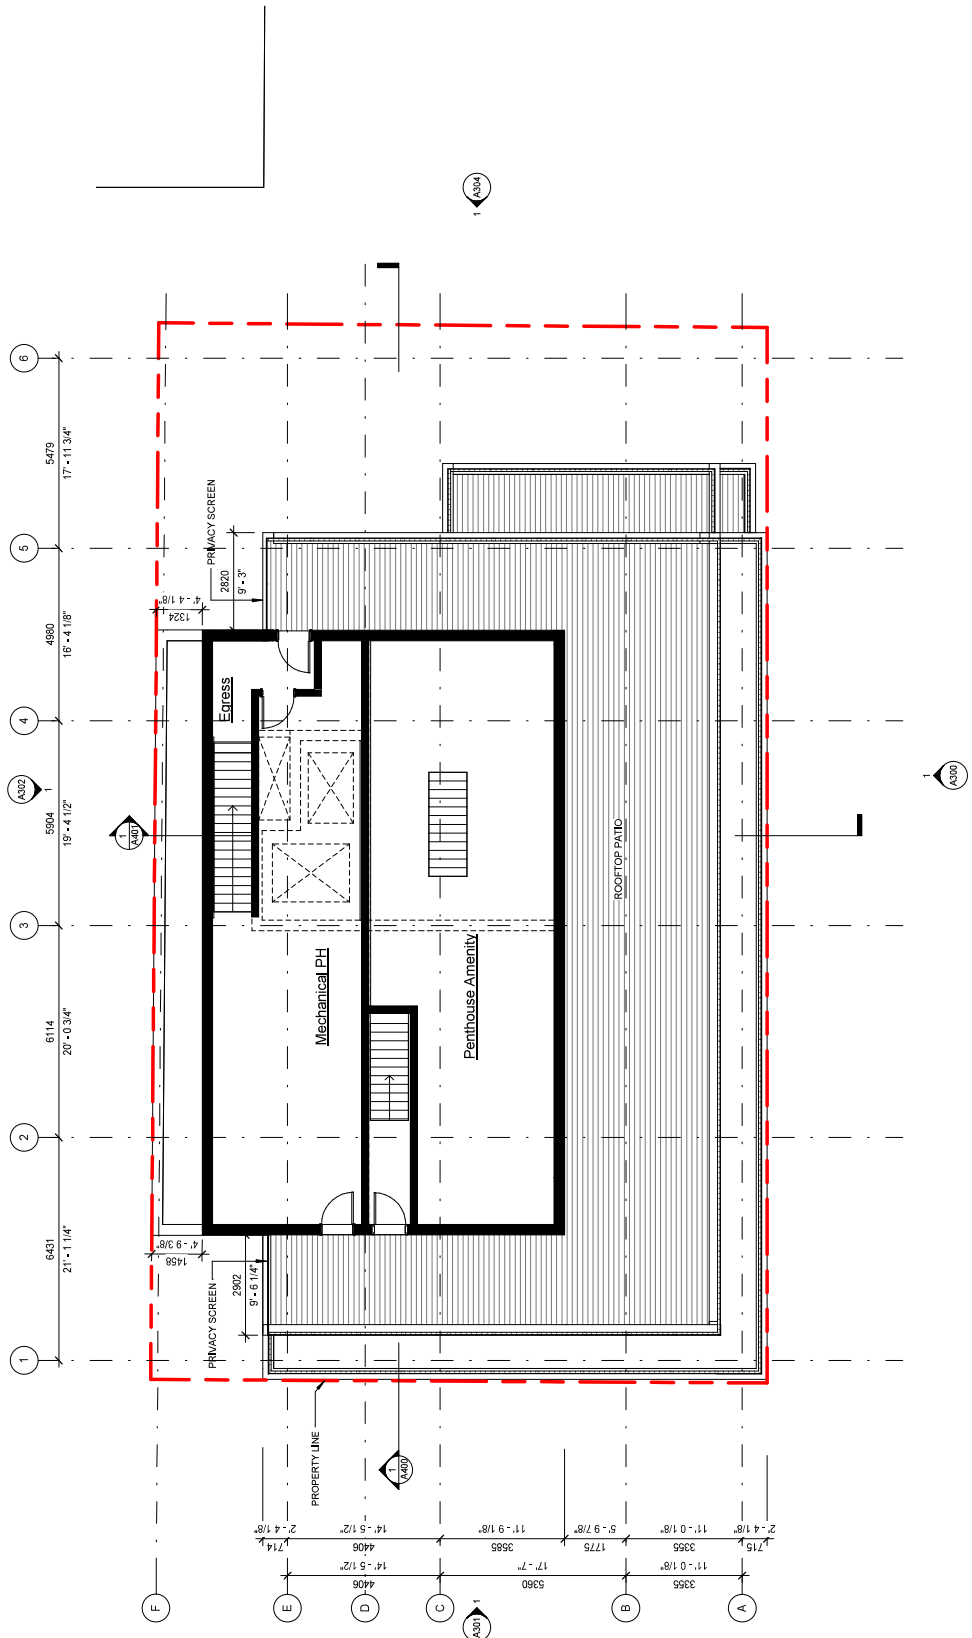 1
A304
6
5
4
3
2
1
5479
17' - 11 3/4"
4980
16' - 4 1/8"
5904
19' - 4 1/2"
6114
20' - 0 3/4"
6431
21' - 1 1/4"
PRIVACY SCREEN
2820
9' - 3"
1324
4' - 4 1/8"
Egress
A302
1
1
A401
1
A300
ROOFTOP PATIO
Mechanical PH
Penthouse Amenity
1458
4' - 9 3/8"
PRIVACY SCREEN
2902
9' - 6 1/4"
PROPERTY LINE
1
A400
714
2' - 4 1/8"
4406
14' - 5 1/2"
3585
11' - 9 1/8"
1775
5' - 9 7/8"
3355
11' - 0 1/8"
715
2' - 4 1/8"
4406
14' - 5 1/2"
5360
17' - 7"
3355
11' - 0 1/8"
F
E
D
C
B
A
A301
1